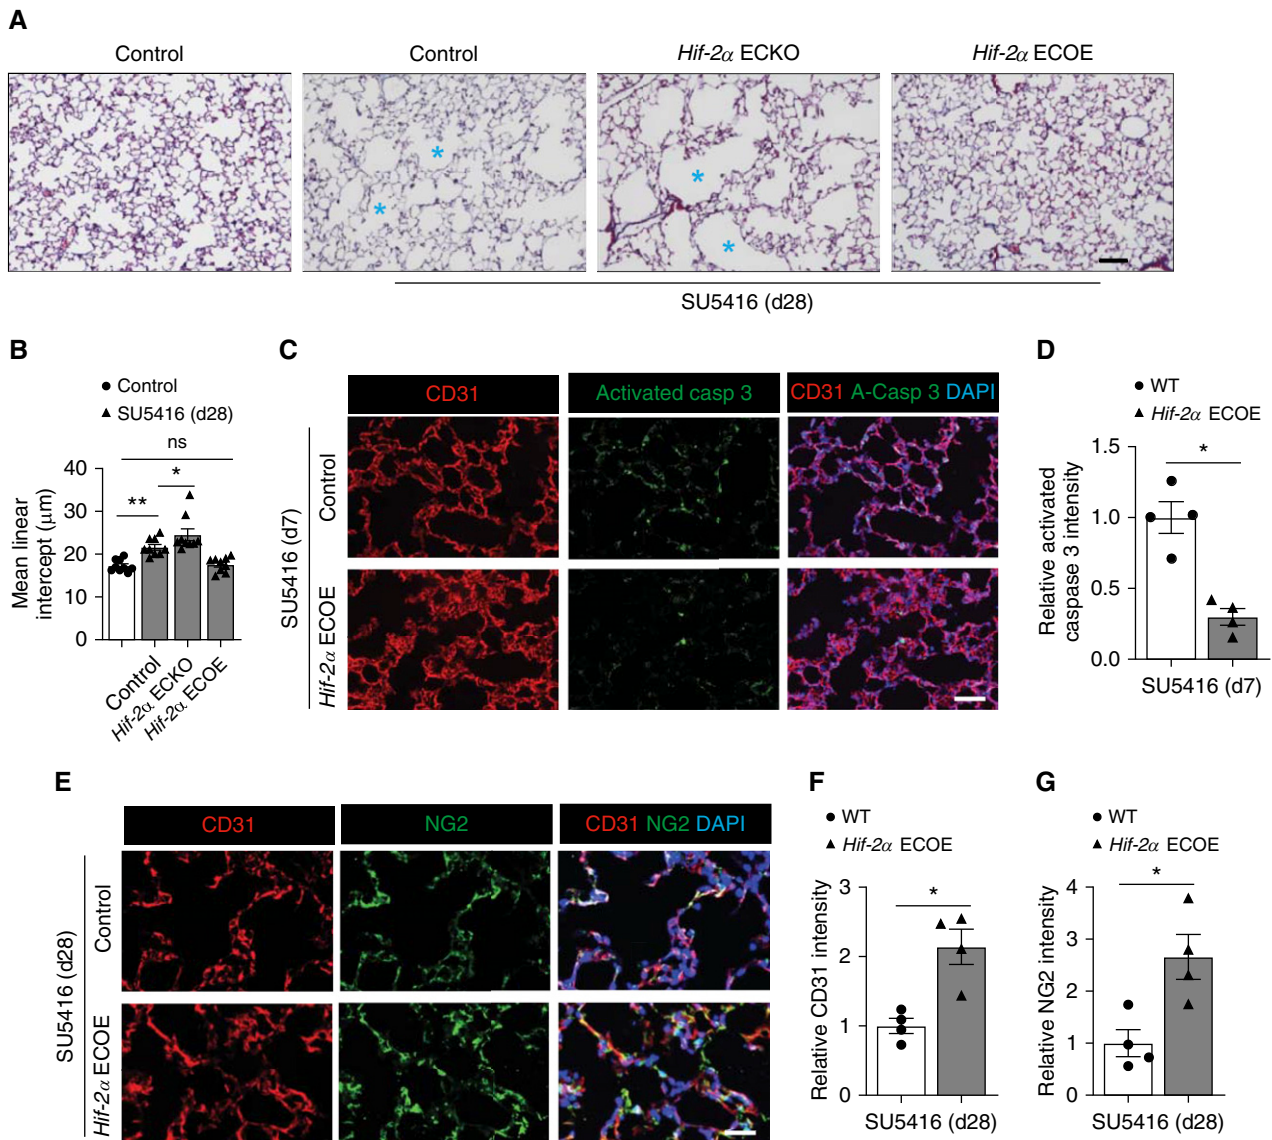 A
Control
Control
Hif-2α ECKO
Hif-2α ECOE
*
*
*
*
SU5416 (d28)
B
Control
SU5416 (d28)
ns
*
**
Mean linear
intercept (μm)
40
30
20
10
0
Control
Hif-2α ECKO
Hif-2α ECOE
C
CD31
Activated casp 3
CD31 A-Casp 3 DAPI
SU5416 (d7)
Control
Hif-2α ECOE
D
WT
Hif-2α ECOE
*
Relative activated
caspase 3 intensity
1.5
1.0
0.5
0.0
SU5416 (d7)
E
CD31
NG2
CD31 NG2 DAPI
SU5416 (d28)
Control
Hif-2α ECOE
F
WT
Hif-2α ECOE
*
Relative CD31 intensity
3
2
1
0
SU5416 (d28)
G
WT
Hif-2α ECOE
*
Relative NG2 intensity
4
3
2
1
0
SU5416 (d28)